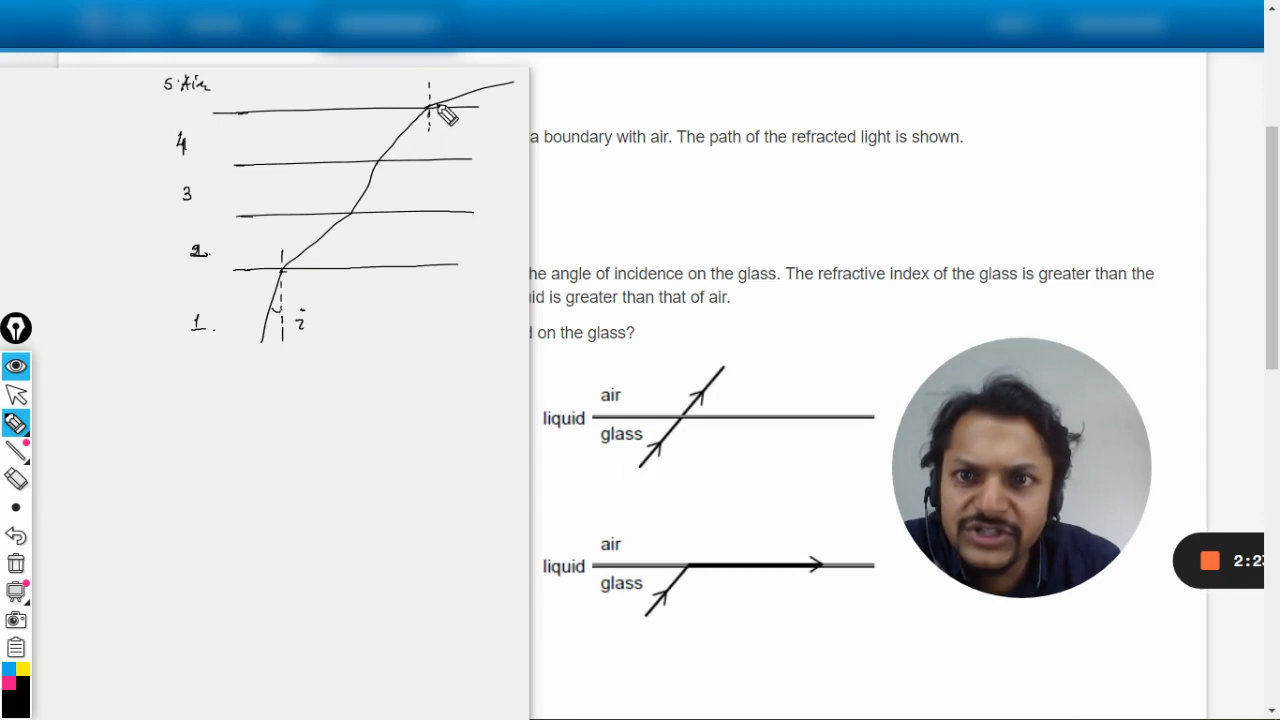 5. Air
4
3
2.
1.
i
a boundary with air. The path of the refracted light is shown.
he angle of incidence on the glass. The refractive index of the glass is greater than the
id is greater than that of air.
on the glass?
air
liquid
glass
air
liquid
glass